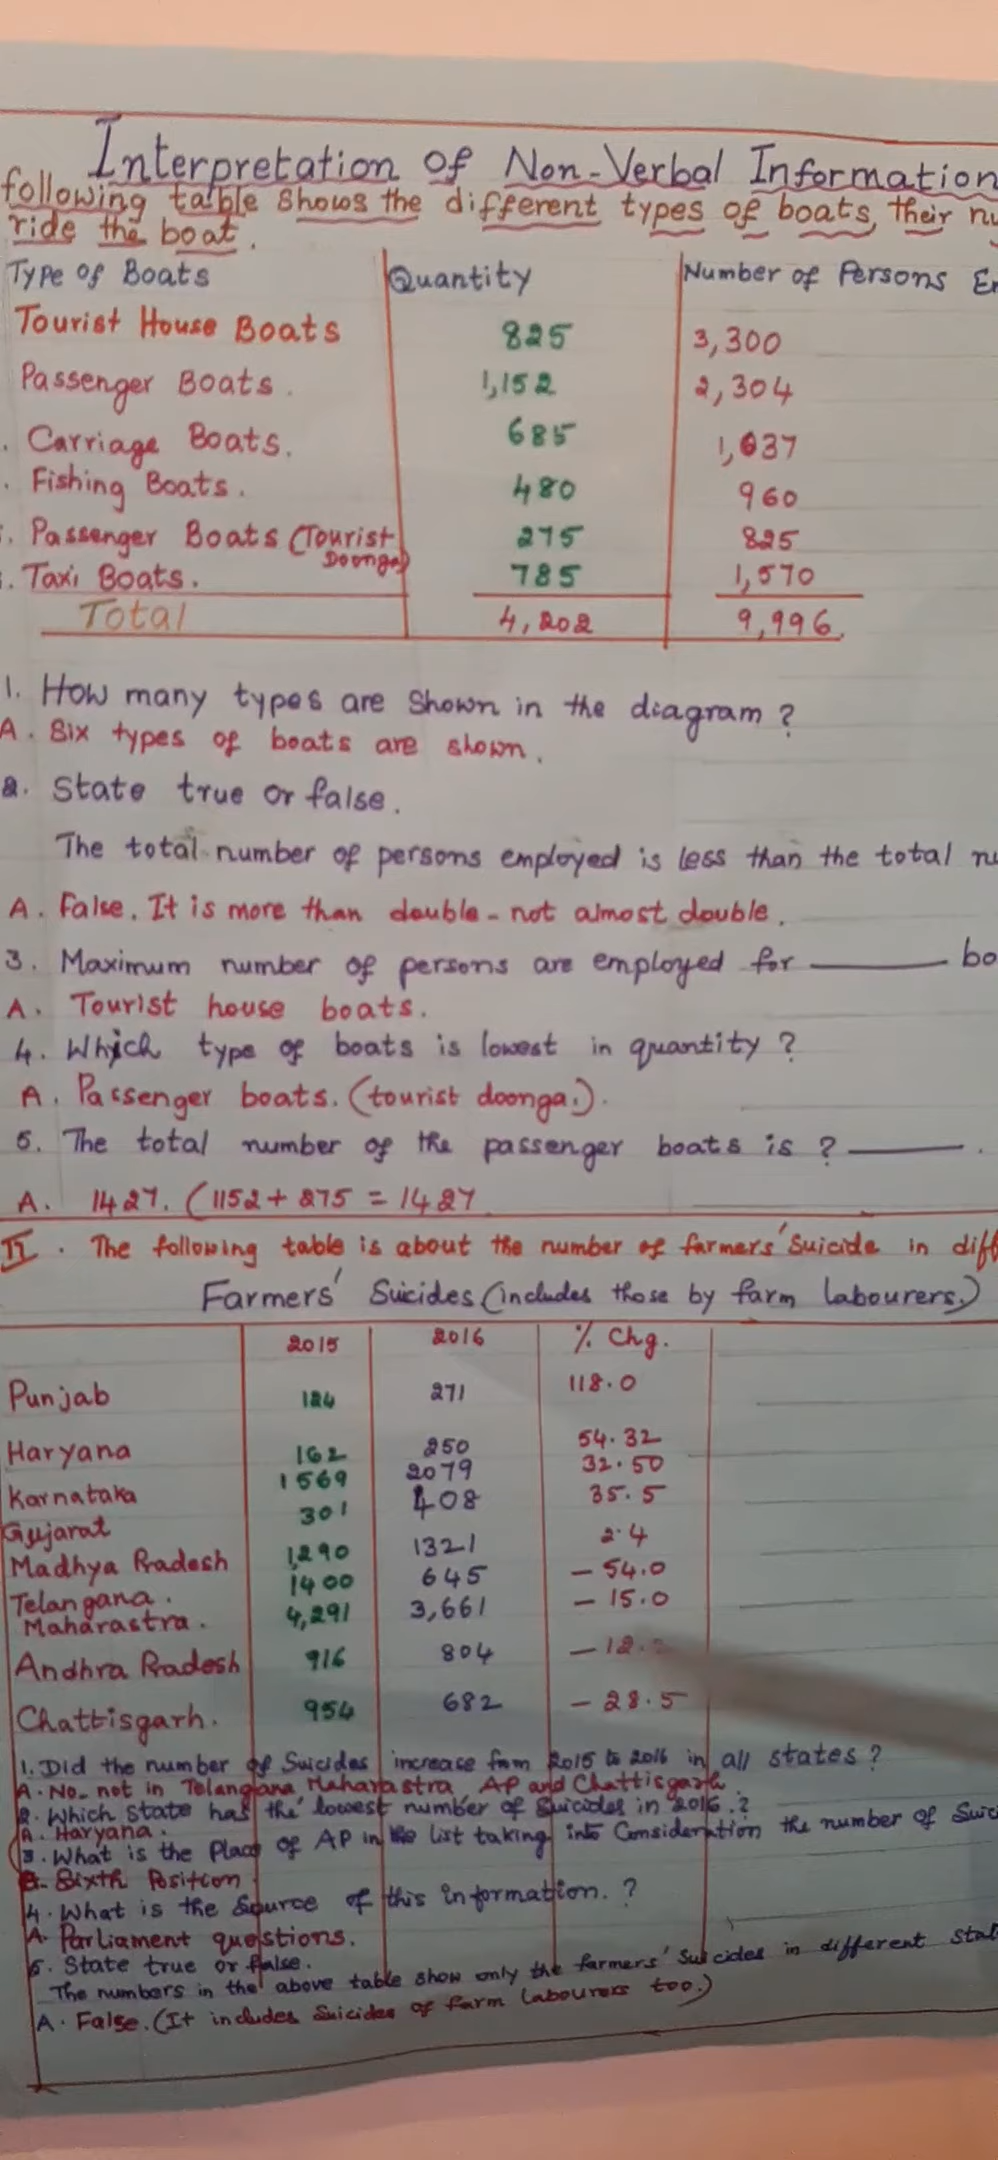 Interpretation of Non-Verbal Information
following table shows the different types of boats, their
ride the boat.
Type of Boats Quantity Number of Persons
Tourist House Boats 825 3,300
Passenger Boats. 1,152 2,304
Carriage Boats. 685 1,037
Fishing Boats. 480 960
Passenger Boats (Tourist Doonga) 275 825
Taxi Boats. 785 1,570
Total 4,202 9,996.
1. How many types are shown in the diagram?
A. Six types of boats are shown.
2. State true or false.
The total number of persons employed is less than the total
A. False. It is more than double - not almost double.
3. Maximum number of persons are employed for ______ bo
A. Tourist house boats.
4. Which type of boats is lowest in quantity?
A. Passenger boats. (tourist doonga.).
5. The total number of the passenger boats is? ______.
A. 1427. (1152 + 275 = 1427
II. The following table is about the number of farmers' Suicide in diff
Farmers' Suicides (includes those by farm labourers.)
2015 2016 % Chg.
Punjab 124 271 118.0
Haryana 162 250 54.32
Karnataka 1569 2079 32.50
Gujarat 301 408 35.5
Madhya Pradesh 1,290 1321 2.4
Telangana. 1400 645 - 54.0
Maharastra. 4,291 3,661 - 15.0
Andhra Pradesh 916 804
Chattisgarh. 954 682 - 28.5
1. Did the number of Suicides increase from 2015 to 2016 in all states?
A. No - not in Telangana Maharastra, AP and Chattisgarh.
2. Which state has the lowest number of suicides in 2016.?
A. Haryana.
3. What is the Place of AP in the list taking into Consideration the number of Suic
Sixth Position
4. What is the Source of this information.?
A. Parliament questions.
5. State true or false.
The numbers in the above table show only the farmers' Suicides in different stat
A. False. (It includes Suicides of farm labourers too.)